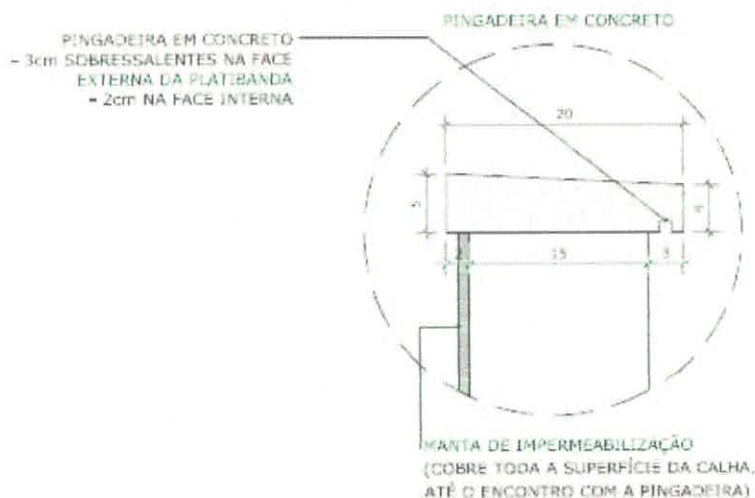 PINGADEIRA EM CONCRETO
PINGADEIRA EM CONCRETO
- 3cm SOBRESSALENTES NA FACE
EXTERNA DA PLATIBANDA
- 2cm NA FACE INTERNA
20
5
4
2
15
3
MANTA DE IMPERMEABILIZAÇÃO
(COBRE TODA A SUPERFÍCIE DA CALHA,
ATÉ O ENCONTRO COM A PINGADEIRA)